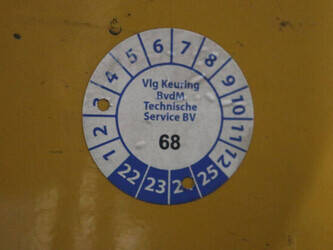 Vlg Keuring
BvdM
Technische
Service BV
68
1 2 3 4 5 6 7 8 9 10 11 12
22 23 25